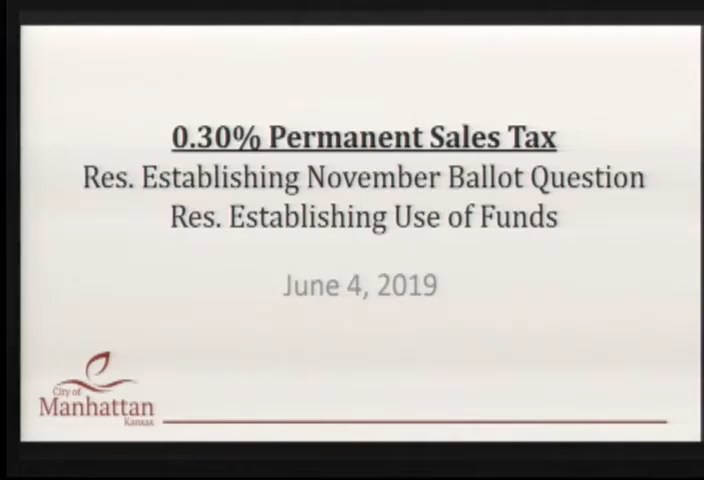 0.30% Permanent Sales Tax
Res. Establishing November Ballot Question
Res. Establishing Use of Funds
June 4, 2019
City of
Manhattan
Kansas